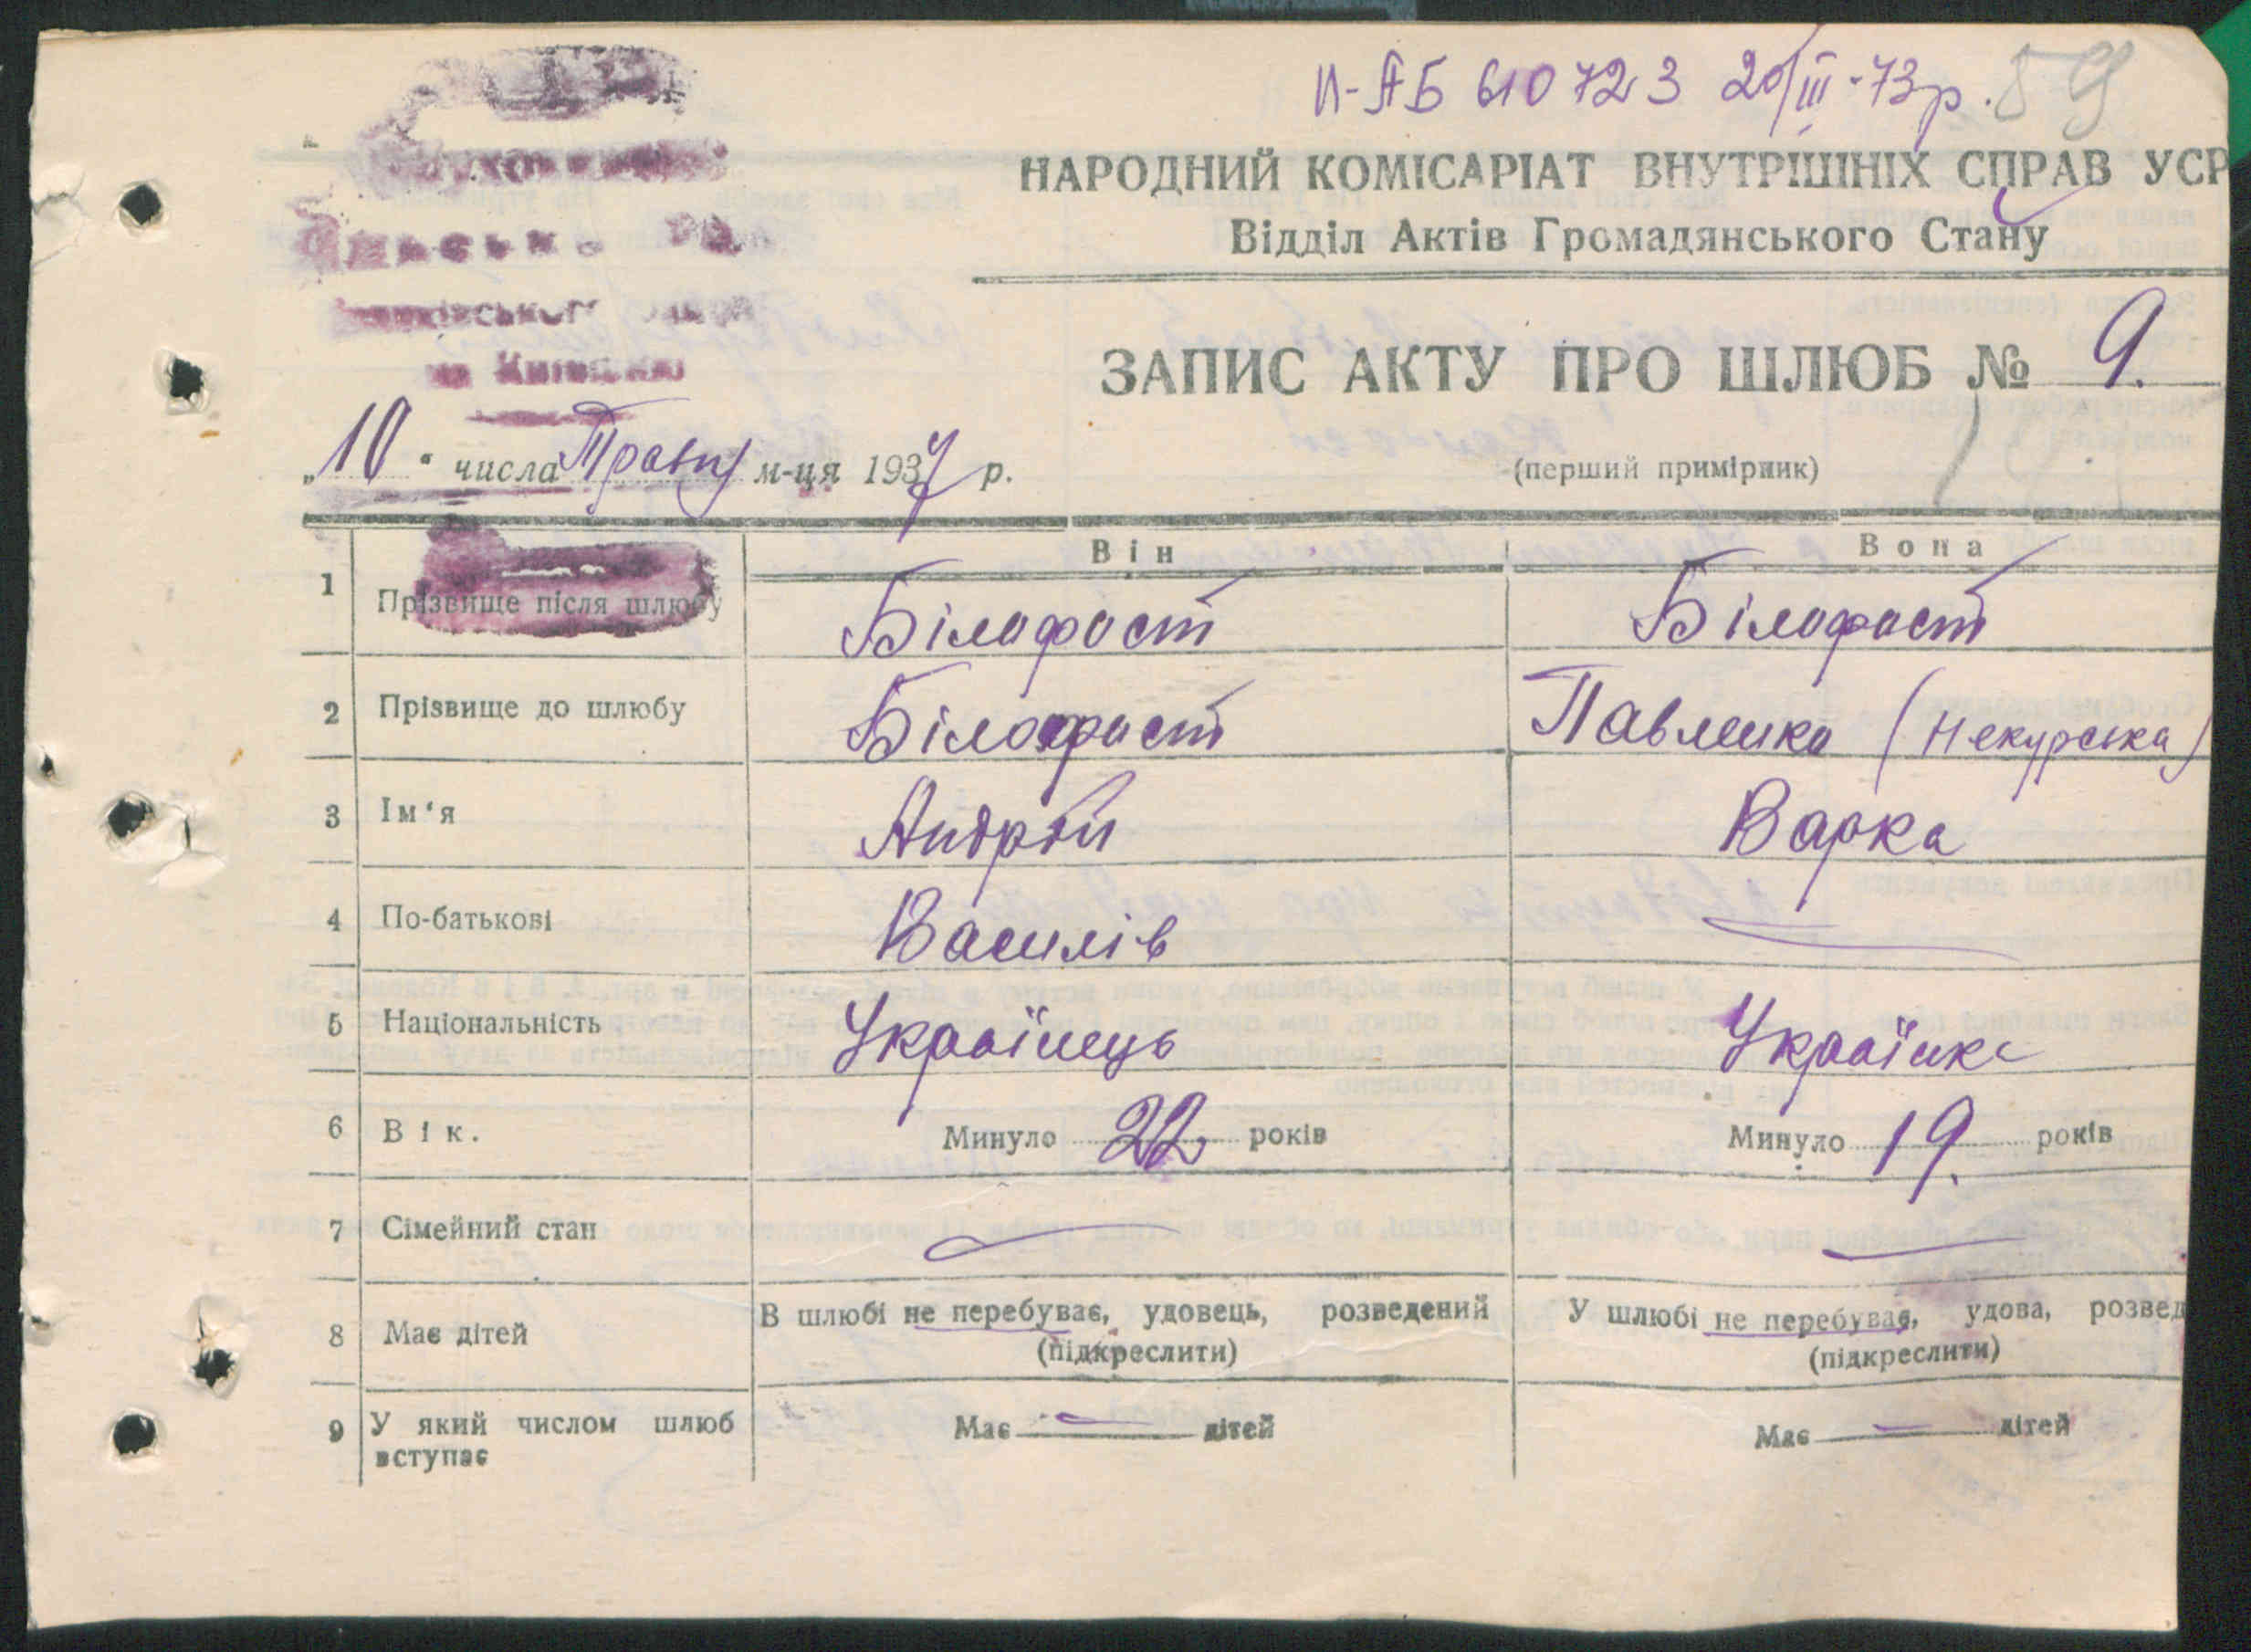 ІІ-АБ 610723 20/III-73р. 59
НАРОДНИЙ КОМІСАРІАТ ВНУТРІШНІХ СПРАВ УСР
Відділ Актів Громадянського Стану
ЗАПИС АКТУ ПРО ШЛЮБ № 9.
„10“ числа Травня м-ця 1937 р.
(перший примірник)
Він Вона
1 Прізвище після шлюбу Білофаст Білофаст
2 Прізвище до шлюбу Білофаст Павленко (Некурська)
3 Ім‘я Андрій Варка
4 По-батькові Василів
5 Національність Українець Українка
6 Вік. Минуло 22 років Минуло 19. років
7 Сімейний стан
8 Має дітей В шлюбі не перебуває, удовець, розведений У шлюбі не перебуває, удова, розвед
(підкреслити) (підкреслити)
9 У який числом шлюб вступає Має дітей Має дітей